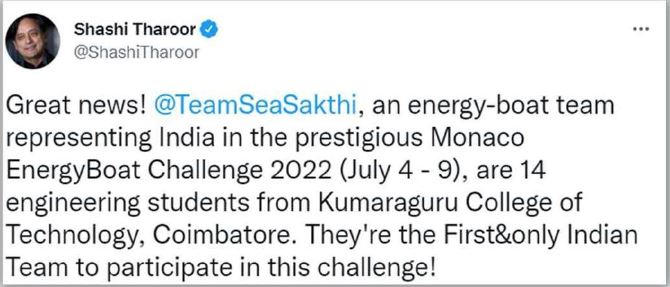 Shashi Tharoor
@ShashiTharoor
Great news! @TeamSeaSakthi, an energy-boat team
representing India in the prestigious Monaco
EnergyBoat Challenge 2022 (July 4 - 9), are 14
engineering students from Kumaraguru College of
Technology, Coimbatore. They're the First&only Indian
Team to participate in this challenge!